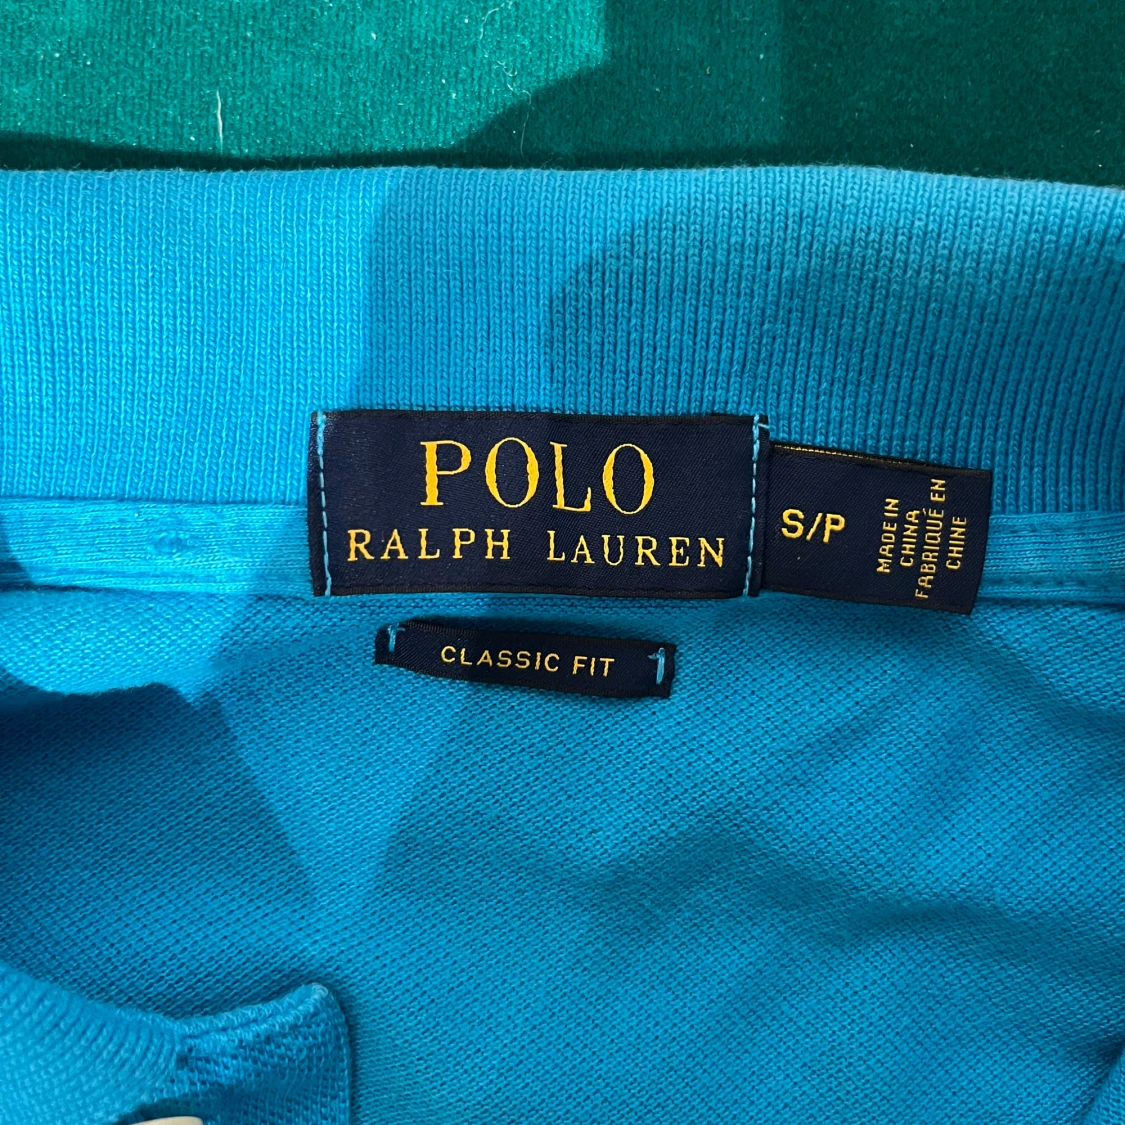 POLO
RALPH LAUREN
S/P
MADE IN
CHINA
FABRIQUÉ EN
CHINE
CLASSIC FIT